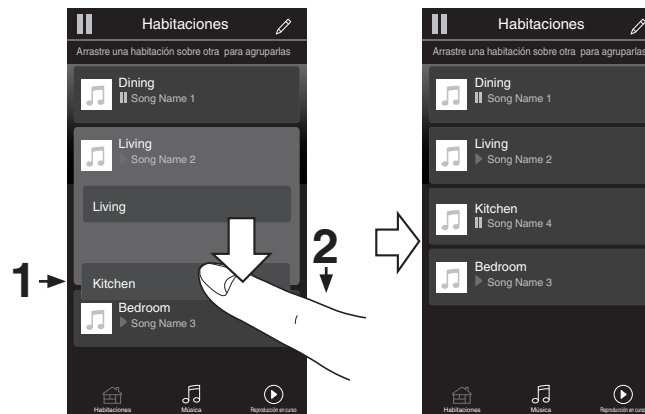 Habitaciones
Arrastre una habitación sobre otra para agruparlas
Dining
Song Name 1
Living
Song Name 2
Living
Kitchen
Bedroom
Song Name 3
Habitaciones
Música
Reproducción en curso
1
2
Habitaciones
Arrastre una habitación sobre otra para agruparlas
Dining
Song Name 1
Living
Song Name 2
Kitchen
Song Name 4
Bedroom
Song Name 3
Habitaciones
Música
Reproducción en curso